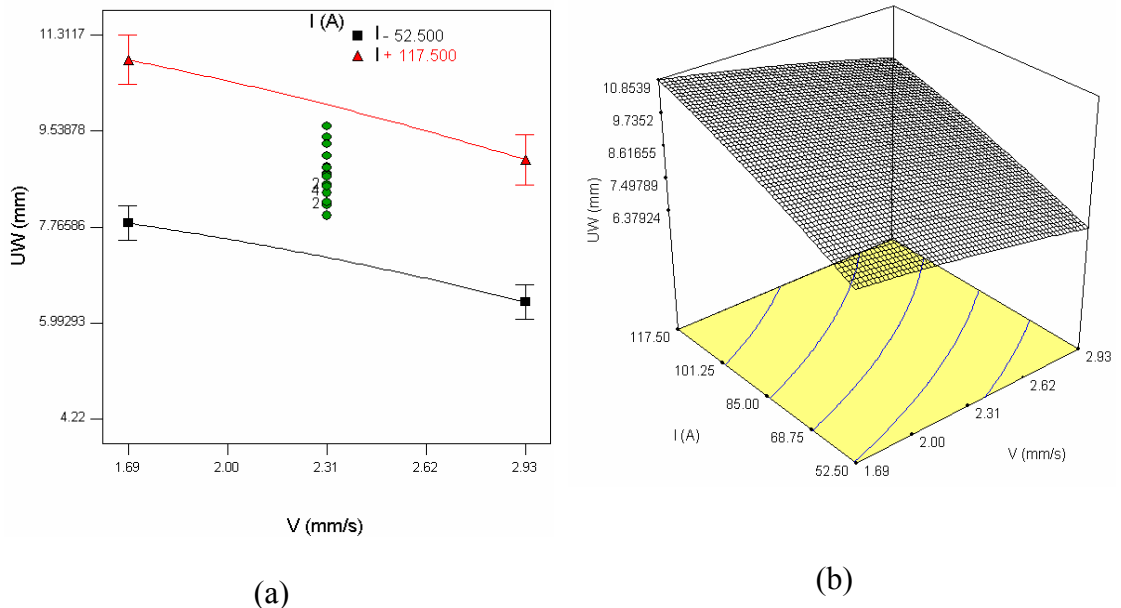 I (A)
I - 52.500
I + 117.500
11.3117
9.53878
7.76586
5.99293
4.22
UW (mm)
2
4
2
1.69
2.00
2.31
2.62
2.93
V (mm/s)
(a)
10.8539
9.7352
8.61655
7.49789
6.37924
UW (mm)
117.50
101.25
85.00
68.75
52.50
I (A)
1.69
2.00
2.31
2.62
2.93
V (mm/s)
(b)